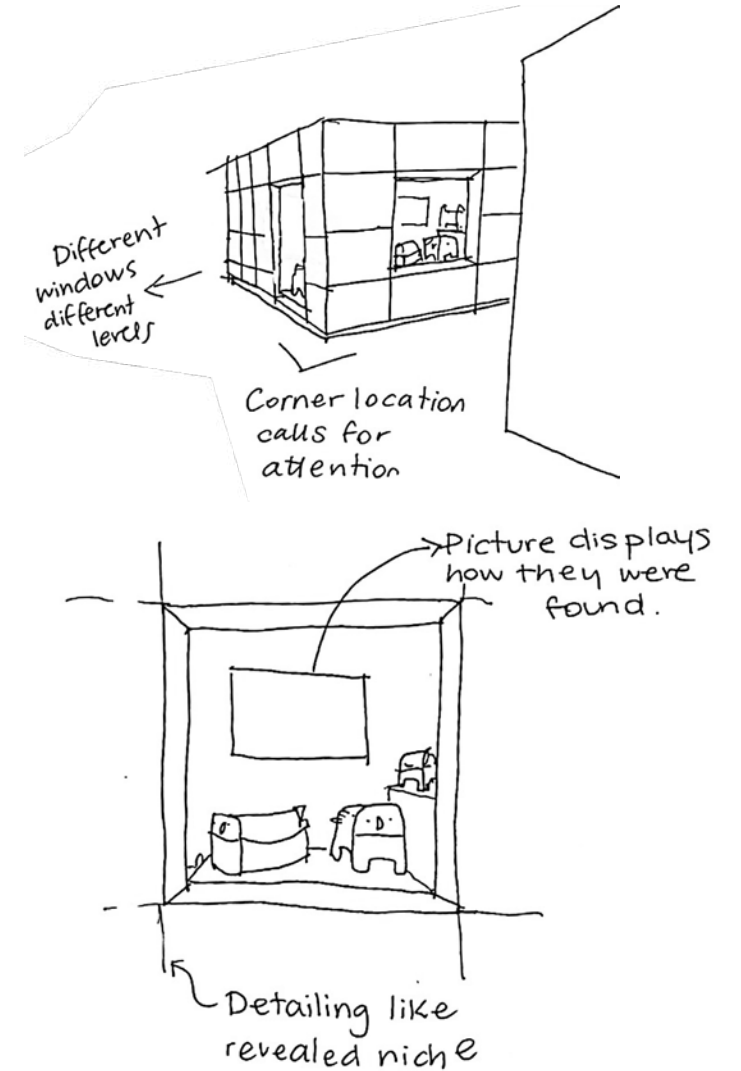 Different
windows
different
levels
Corner location
calls for
attention
Picture displays
how they were
found.
Detailing like
revealed niche